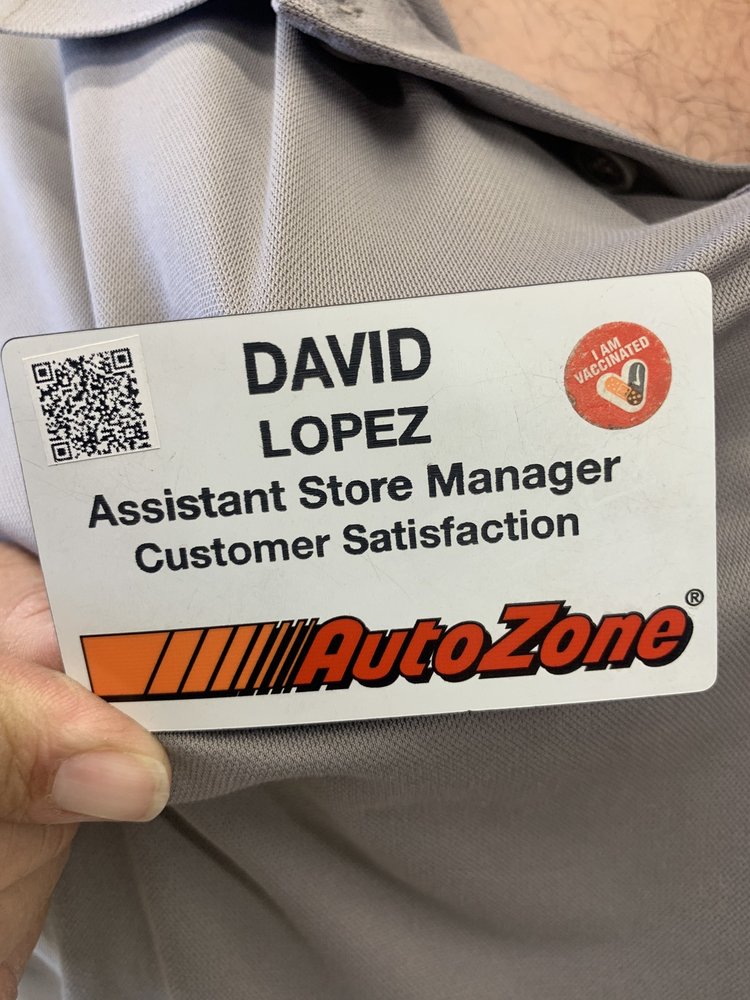 DAVID
LOPEZ
I AM
VACCINATED
Assistant Store Manager
Customer Satisfaction
AutoZone®